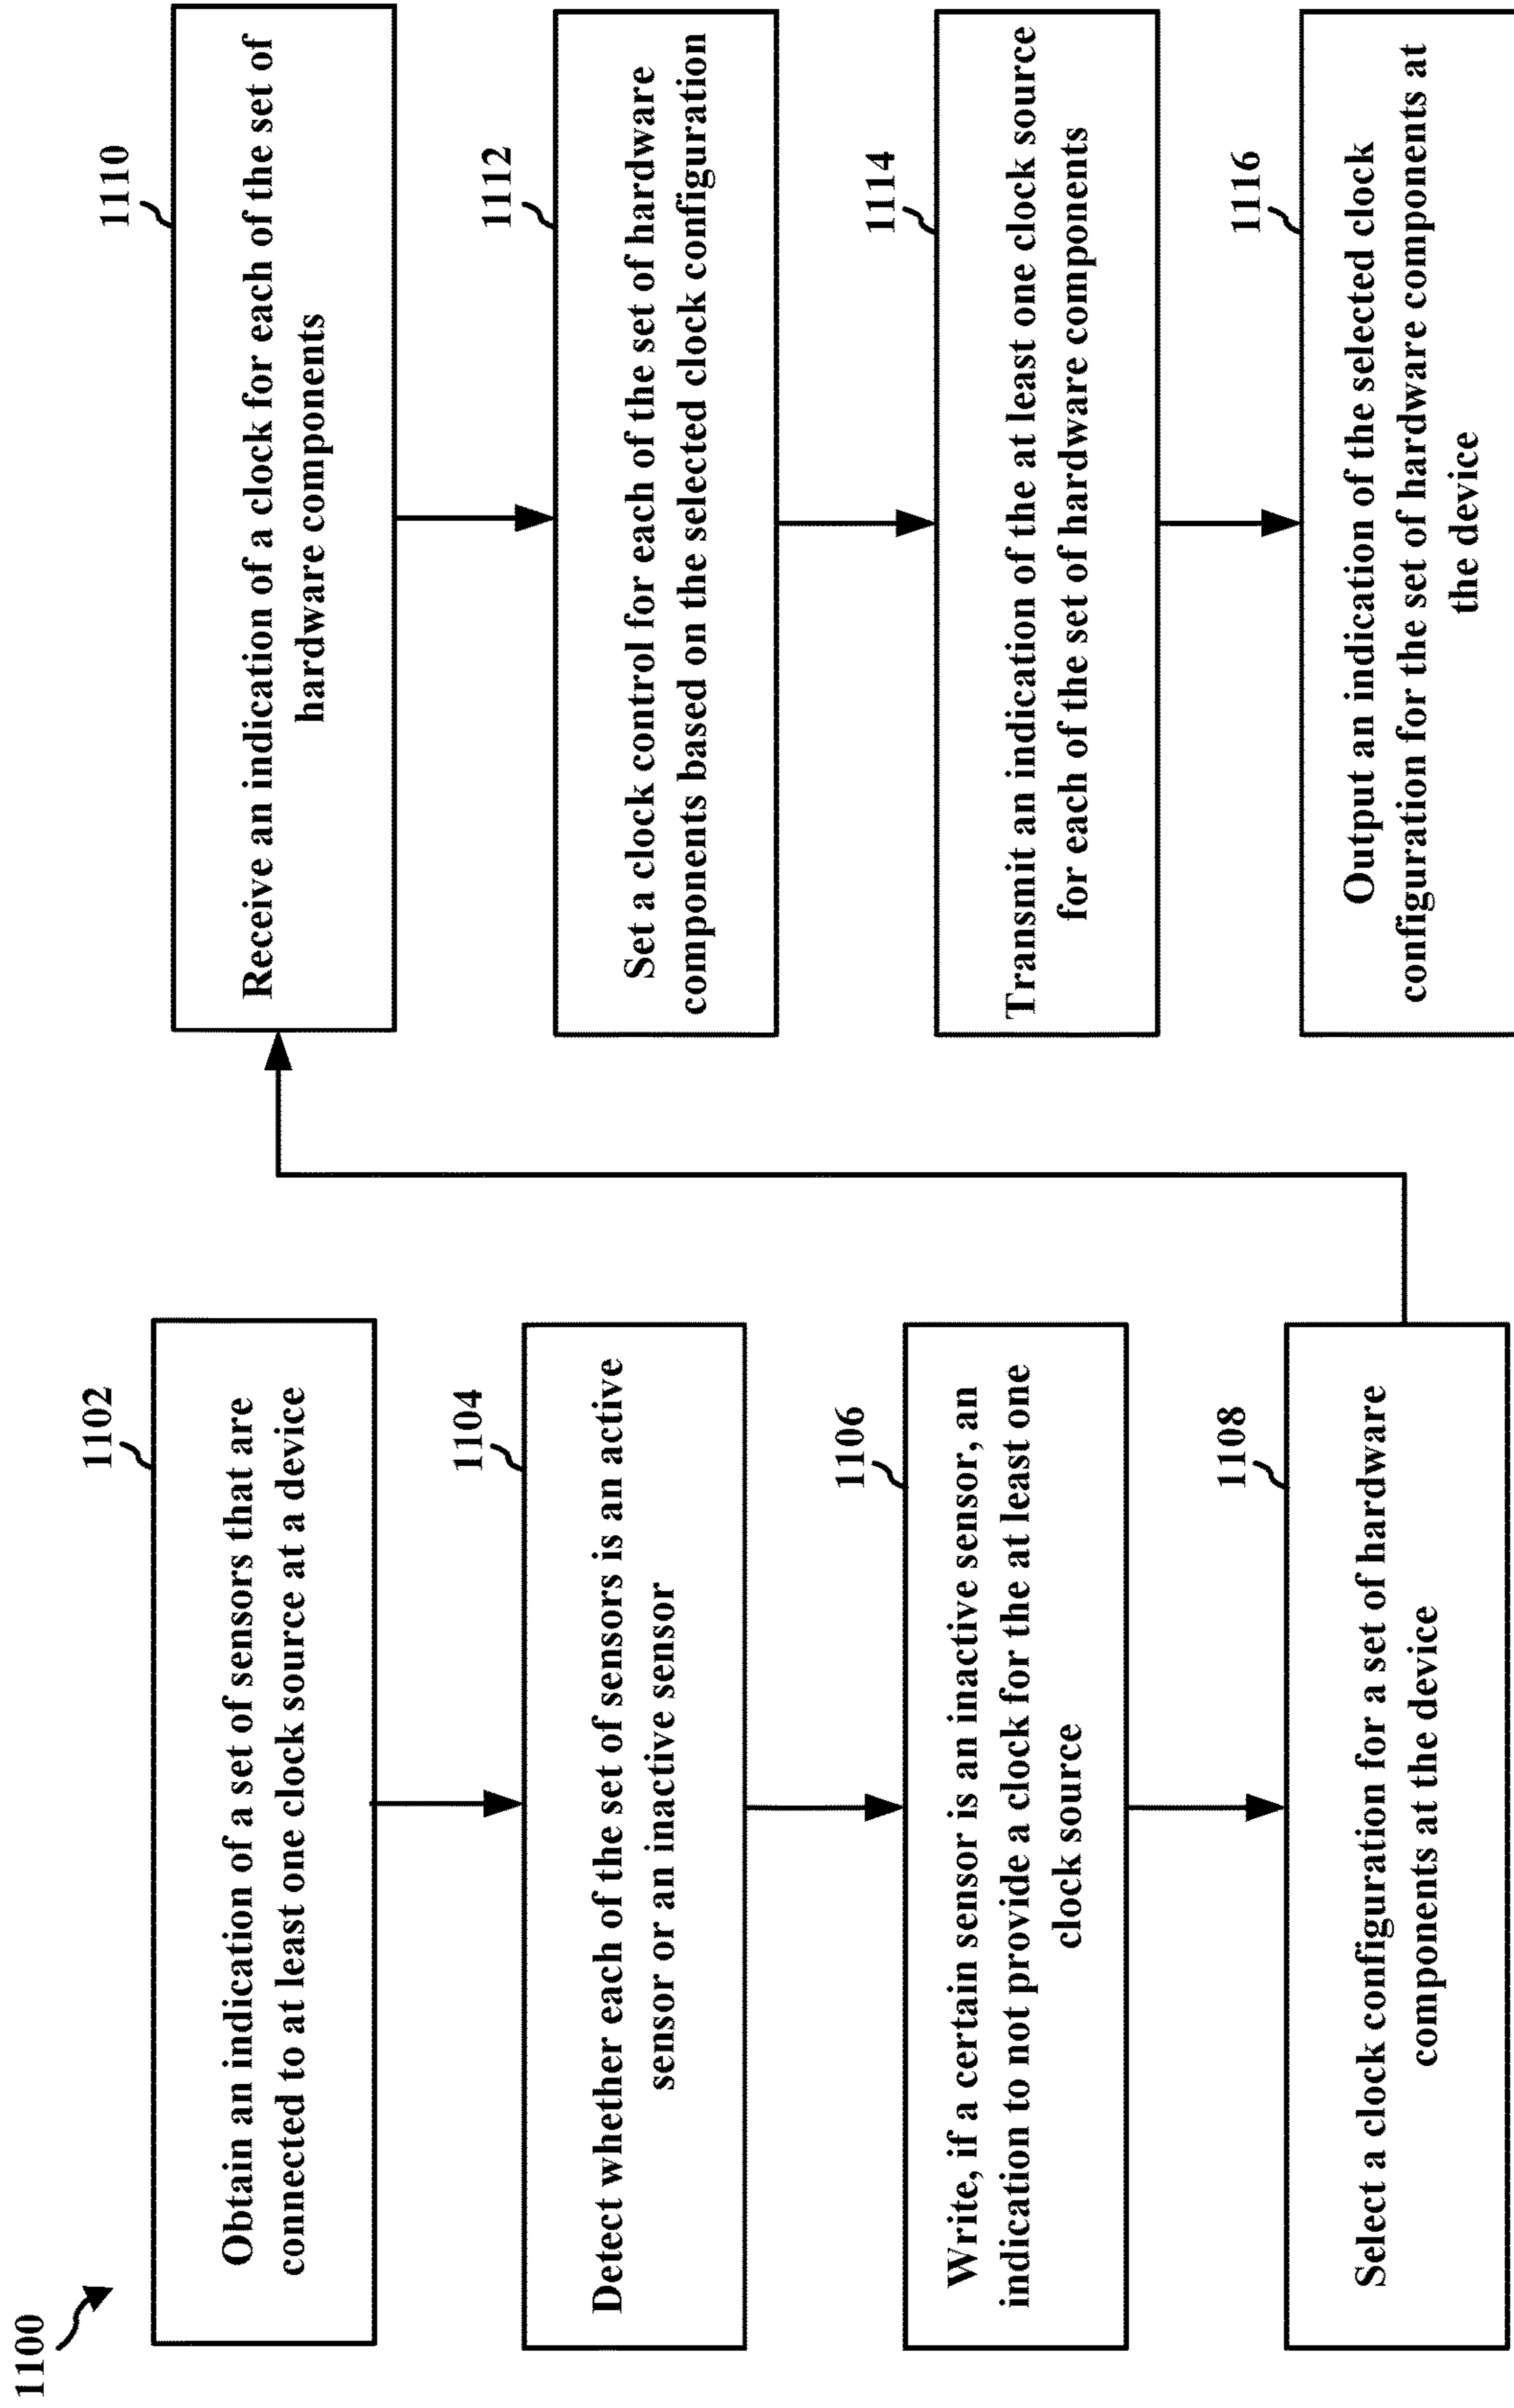 1100
1102
Obtain an indication of a set of sensors that are
connected to at least one clock source at a device
1104
Detect whether each of the set of sensors is an active
sensor or an inactive sensor
1106
Write, if a certain sensor is an inactive sensor, an
indication to not provide a clock for the at least one
clock source
1108
Select a clock configuration for a set of hardware
components at the device
1110
Receive an indication of a clock for each of the set of
hardware components
1112
Set a clock control for each of the set of hardware
components based on the selected clock configuration
1114
Transmit an indication of the at least one clock source
for each of the set of hardware components
1116
Output an indication of the selected clock
configuration for the set of hardware components at
the device